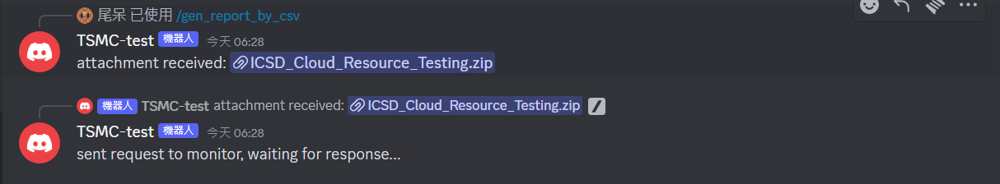 尾呆 已使用 /gen_report_by_csv
TSMC-test 機器人 今天 06:28
attachment received: ICSD_Cloud_Resource_Testing.zip
機器人 TSMC-test attachment received: ICSD_Cloud_Resource_Testing.zip
TSMC-test 機器人 今天 06:28
sent request to monitor, waiting for response...